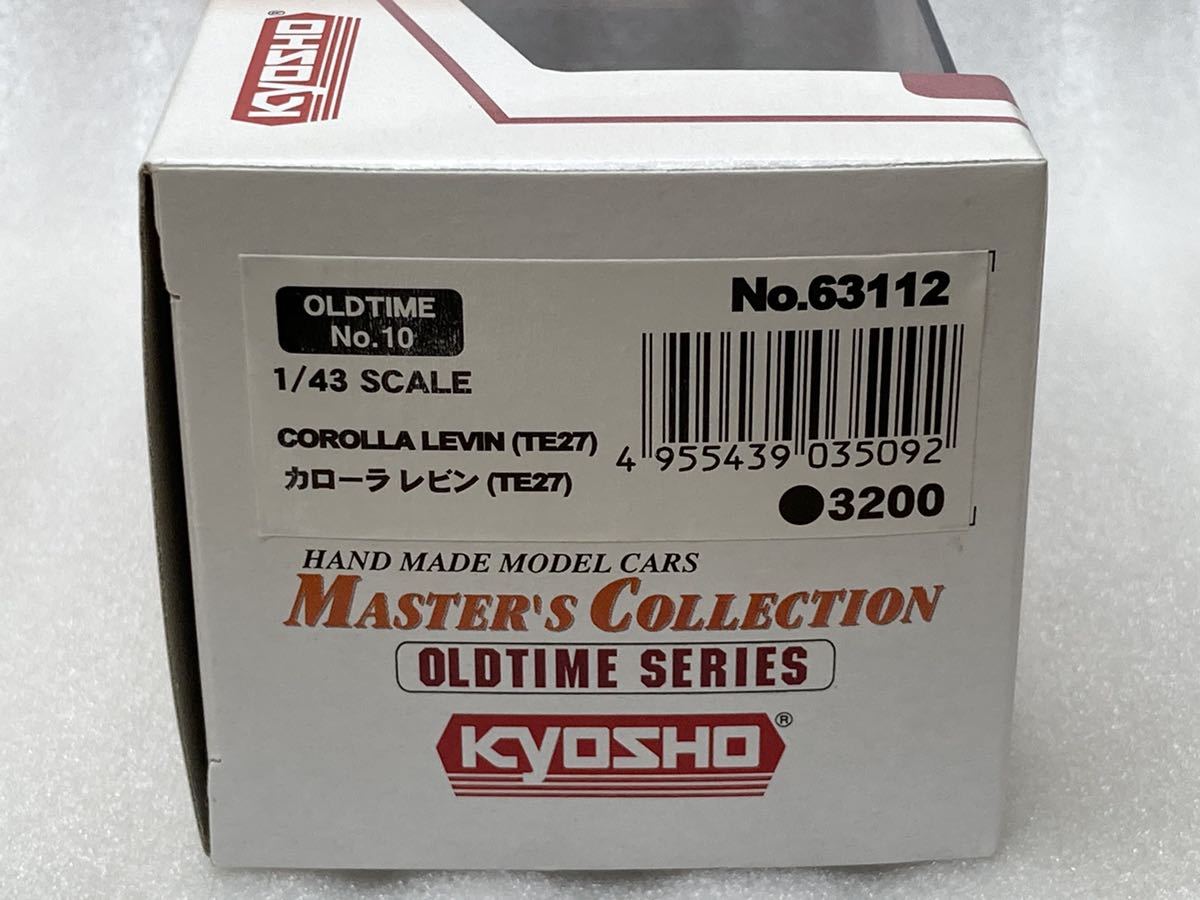 KYOSHO
OLDTIME
No.10
No.63112
1/43 SCALE
COROLLA LEVIN (TE27)
カローラ レビン (TE27)
4 955439 035092
●3200
HAND MADE MODEL CARS
MASTER'S COLLECTION
OLDTIME SERIES
KYOSHO®